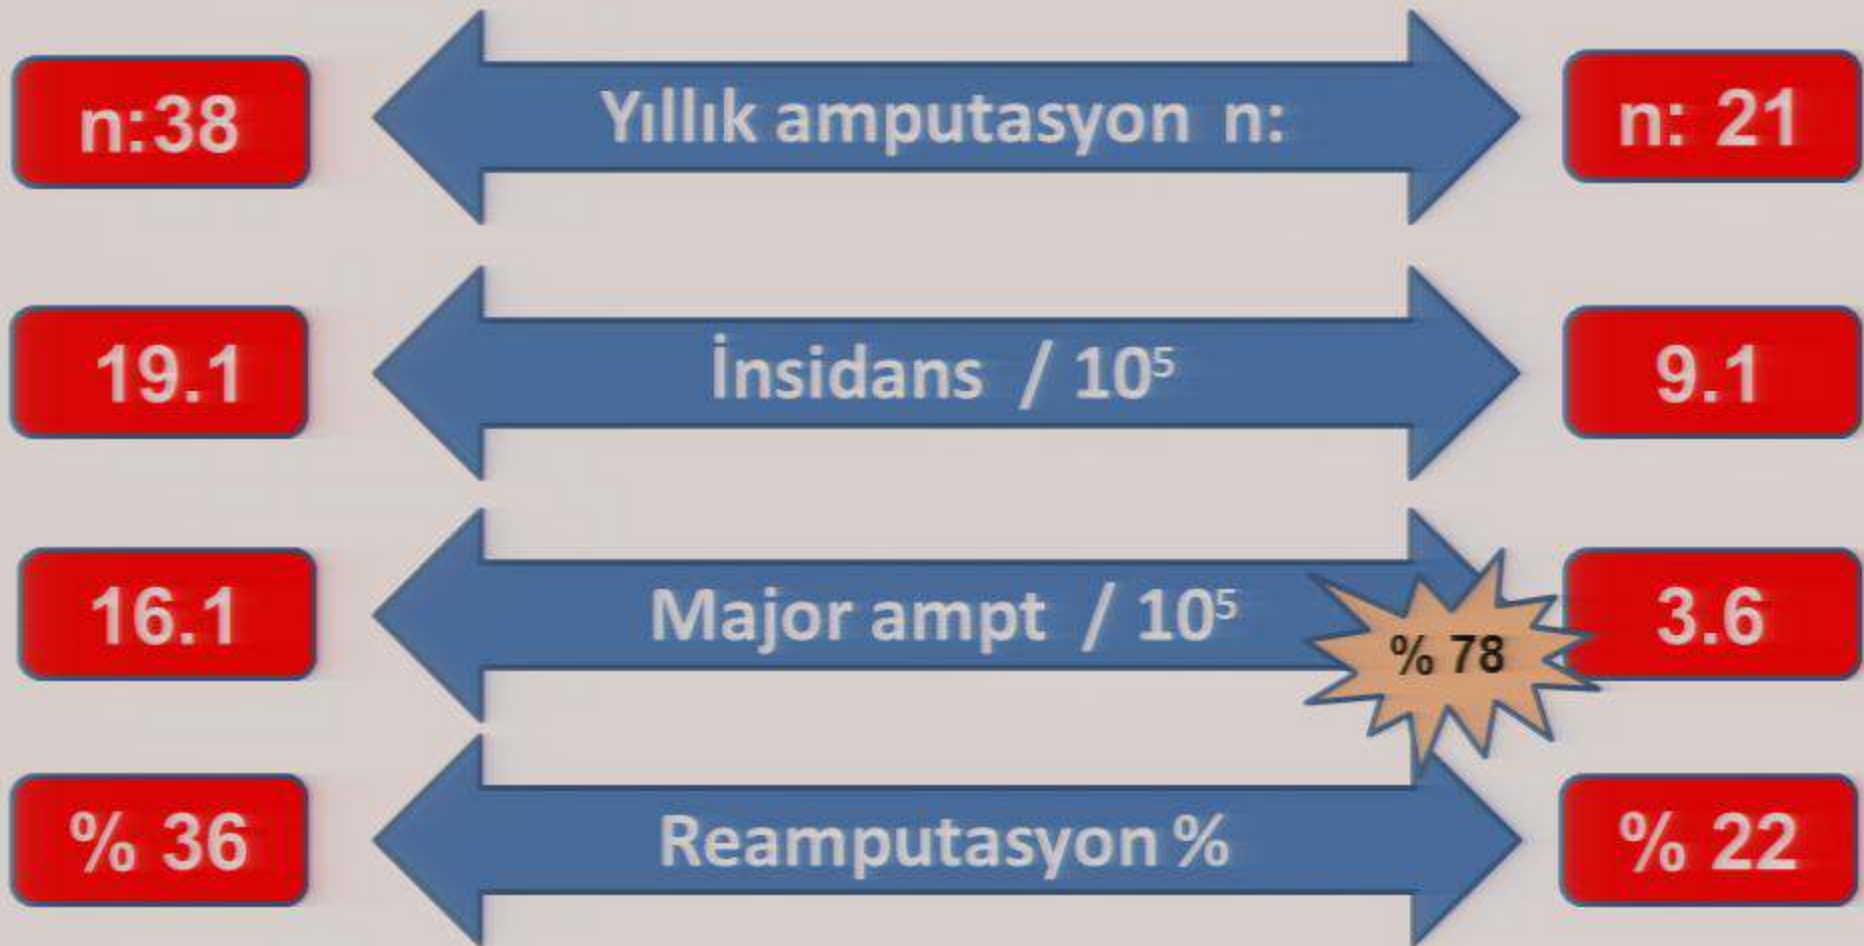 n:38 Yıllık amputasyon n: n: 21
19.1 İnsidans / 10⁵ 9.1
16.1 Major ampt / 10⁵ % 78 3.6
% 36 Reamputasyon % % 22